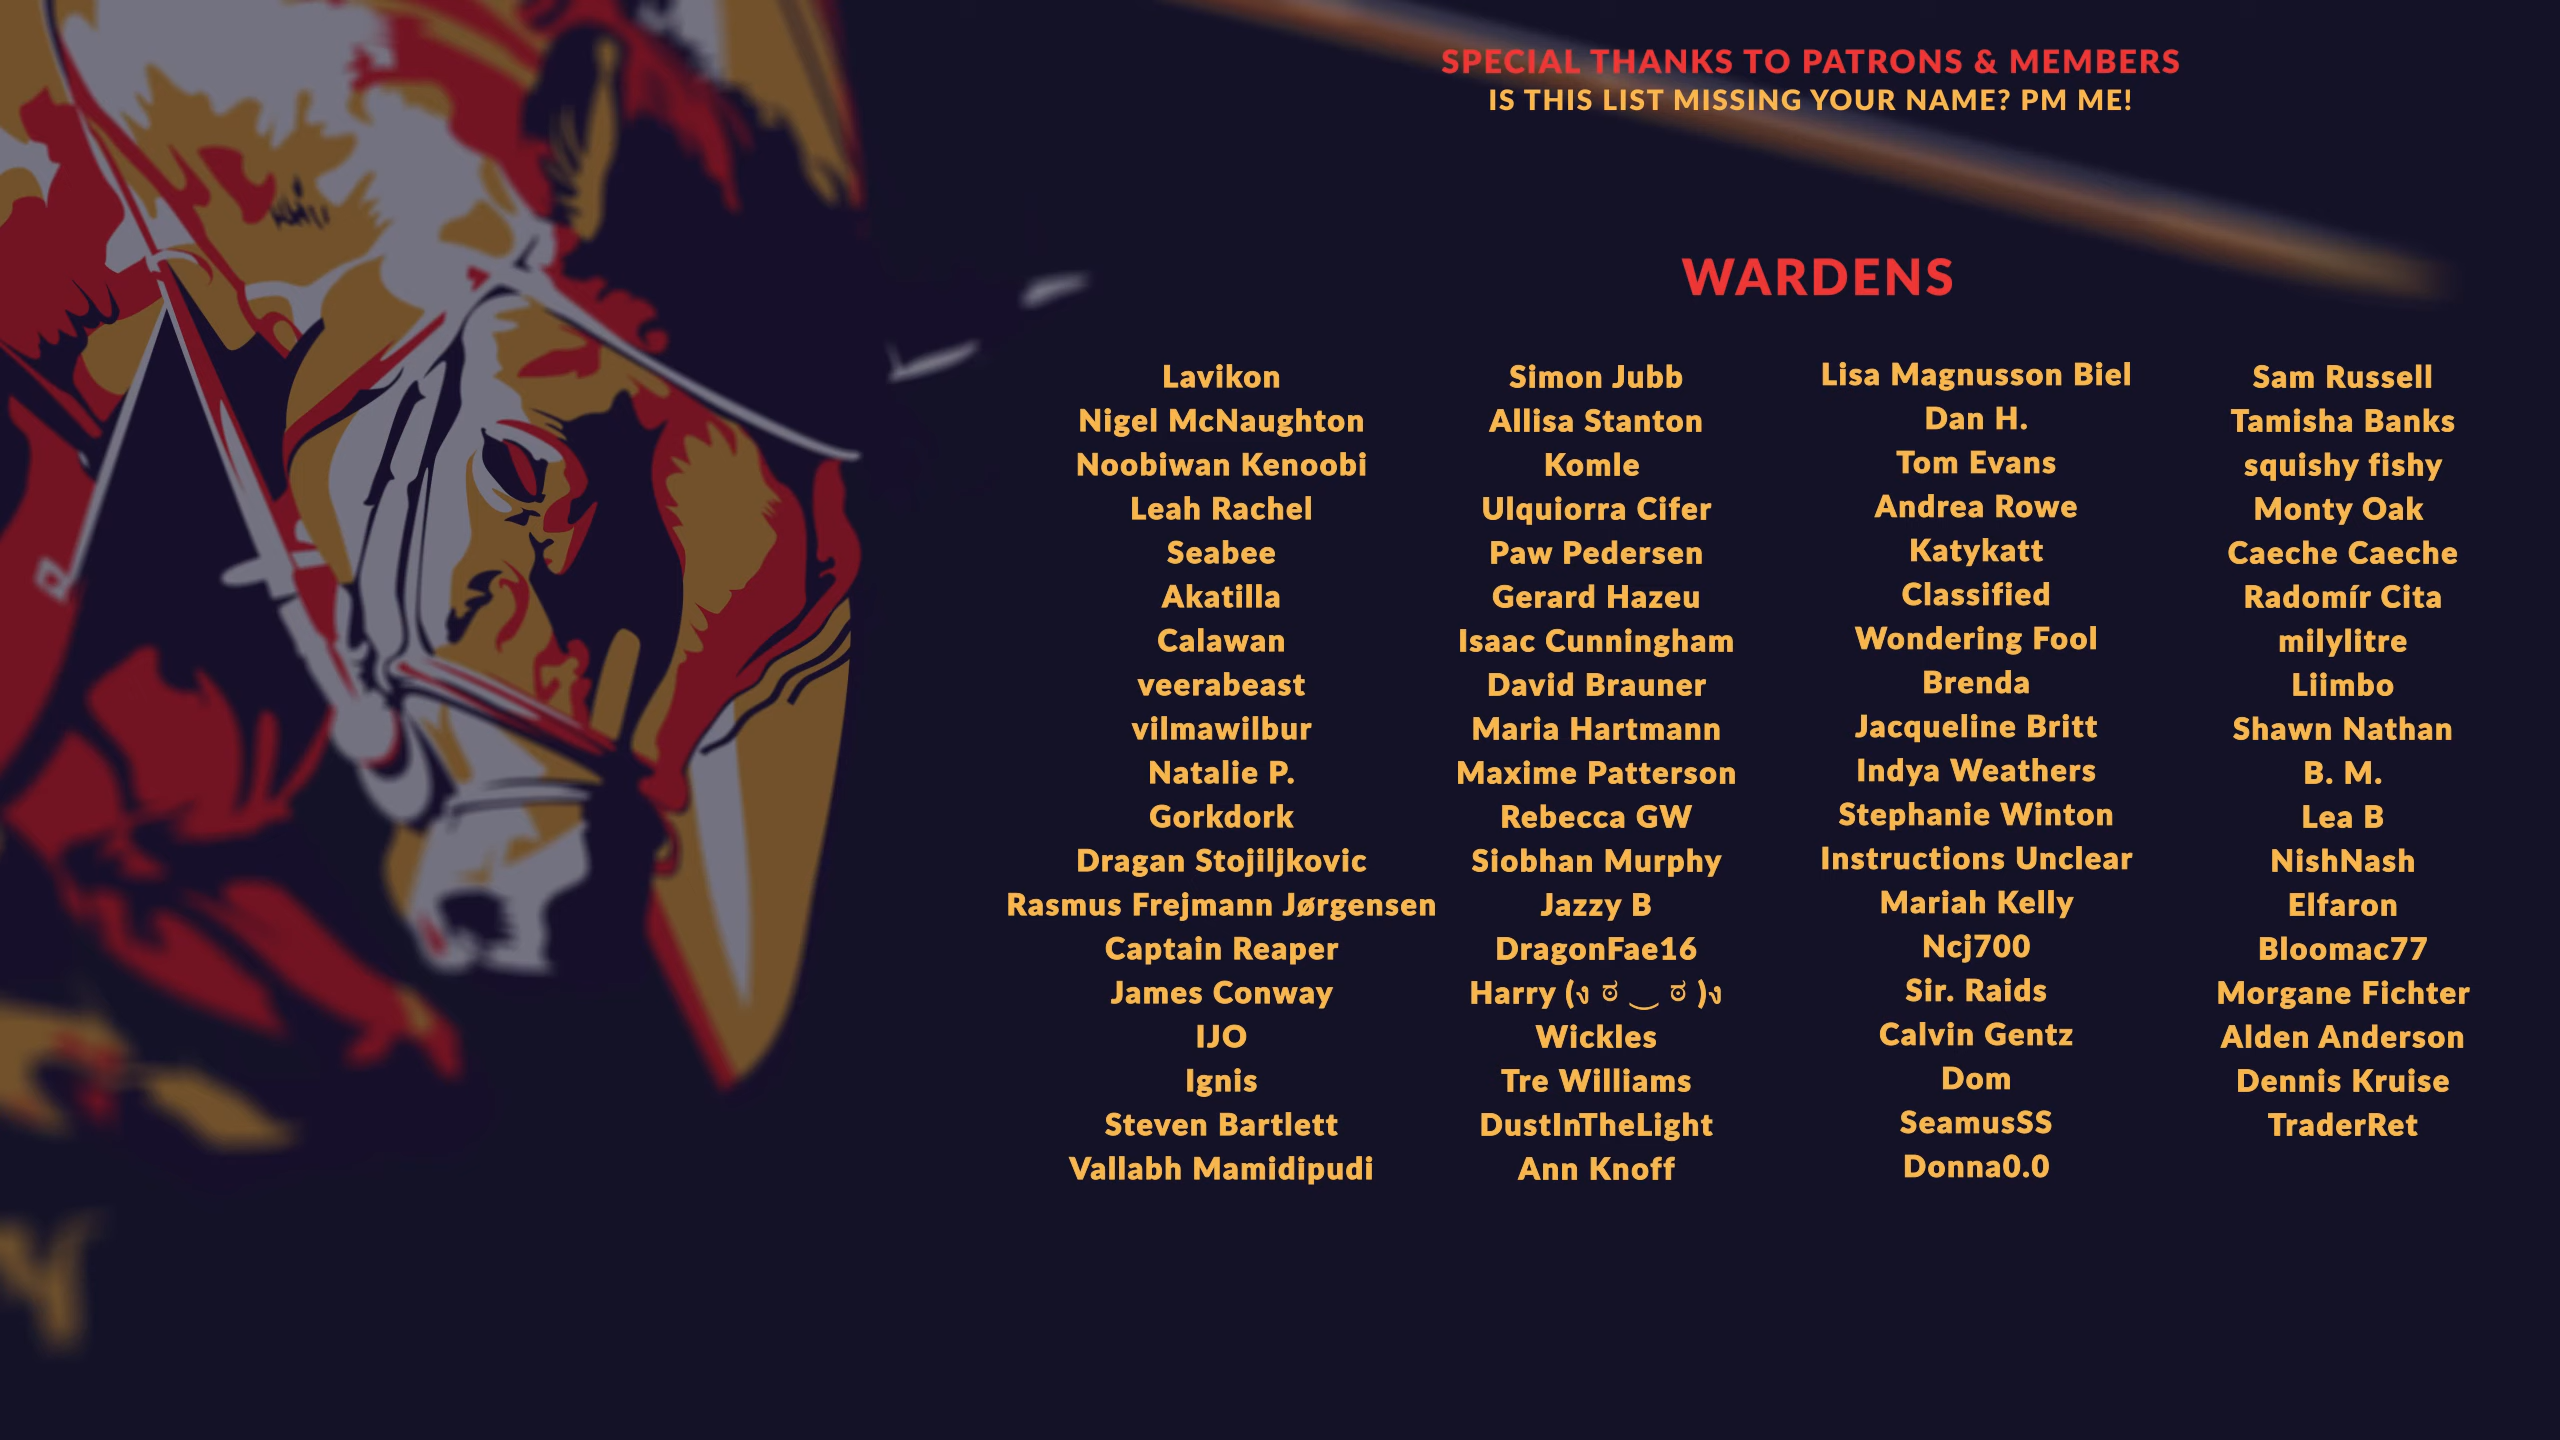 SPECIAL THANKS TO PATRONS & MEMBERS
IS THIS LIST MISSING YOUR NAME? PM ME!
WARDENS
Lavikon
Nigel McNaughton
Noobiwan Kenoobi
Leah Rachel
Seabee
Akatilla
Calawan
veerabeast
vilmawilbur
Natalie P.
Gorkdork
Dragan Stojiljkovic
Rasmus Frejmann Jørgensen
Captain Reaper
James Conway
IJO
Ignis
Steven Bartlett
Vallabh Mamidipudi
Simon Jubb
Allisa Stanton
Komle
Ulquiorra Cifer
Paw Pedersen
Gerard Hazeu
Isaac Cunningham
David Brauner
Maria Hartmann
Maxime Patterson
Rebecca GW
Siobhan Murphy
Jazzy B
DragonFae16
Harry (ง ಠ ‿ ಠ )ง
Wickles
Tre Williams
DustInTheLight
Ann Knoff
Lisa Magnusson Biel
Dan H.
Tom Evans
Andrea Rowe
Katykatt
Classified
Wondering Fool
Brenda
Jacqueline Britt
Indya Weathers
Stephanie Winton
Instructions Unclear
Mariah Kelly
Ncj700
Sir. Raids
Calvin Gentz
Dom
SeamusSS
Donna0.0
Sam Russell
Tamisha Banks
squishy fishy
Monty Oak
Caeche Caeche
Radomír Cita
milylitre
Liimbo
Shawn Nathan
B. M.
Lea B
NishNash
Elfaron
Bloomac77
Morgane Fichter
Alden Anderson
Dennis Kruise
TraderRet